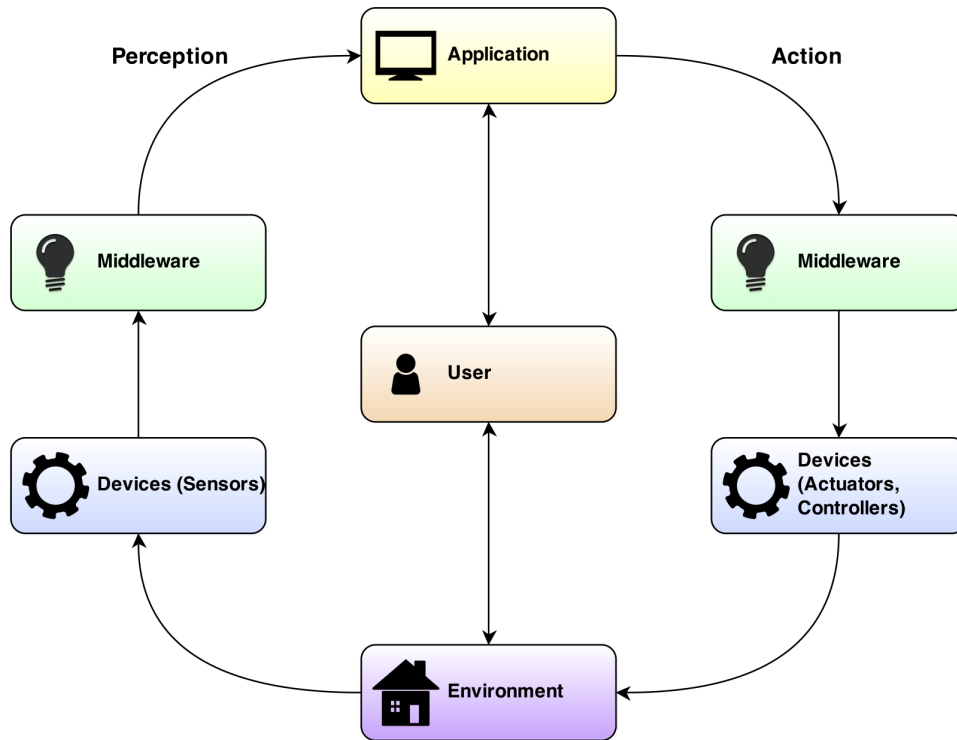 Perception
Application
Action
Middleware
Middleware
User
Devices (Sensors)
Devices
(Actuators,
Controllers)
Environment